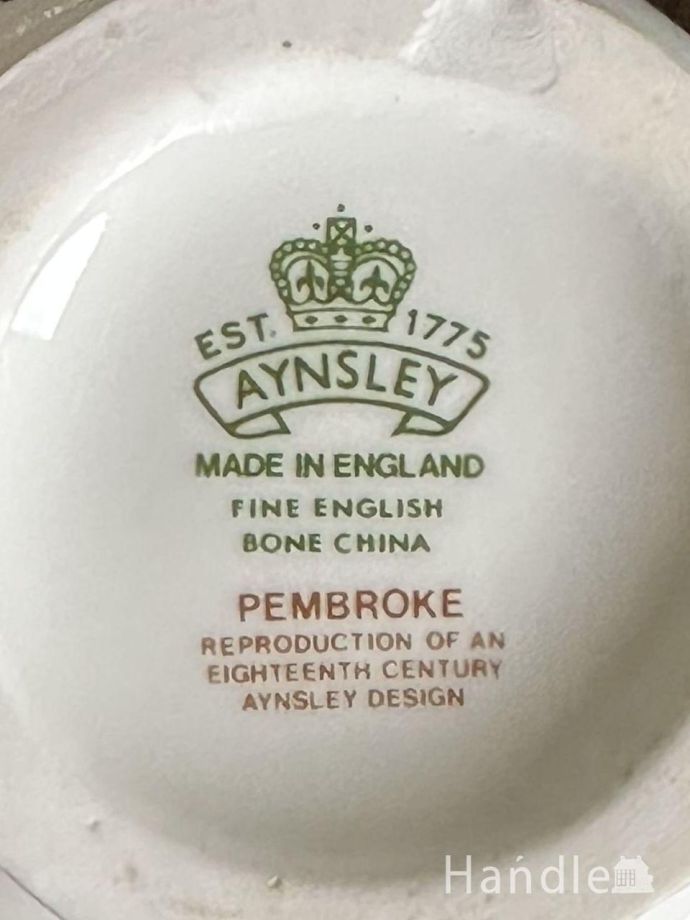 EST. 1775
AYNSLEY
MADE IN ENGLAND
FINE ENGLISH
BONE CHINA
PEMBROKE
REPRODUCTION OF AN
EIGHTEENTH CENTURY
AYNSLEY DESIGN
Handle